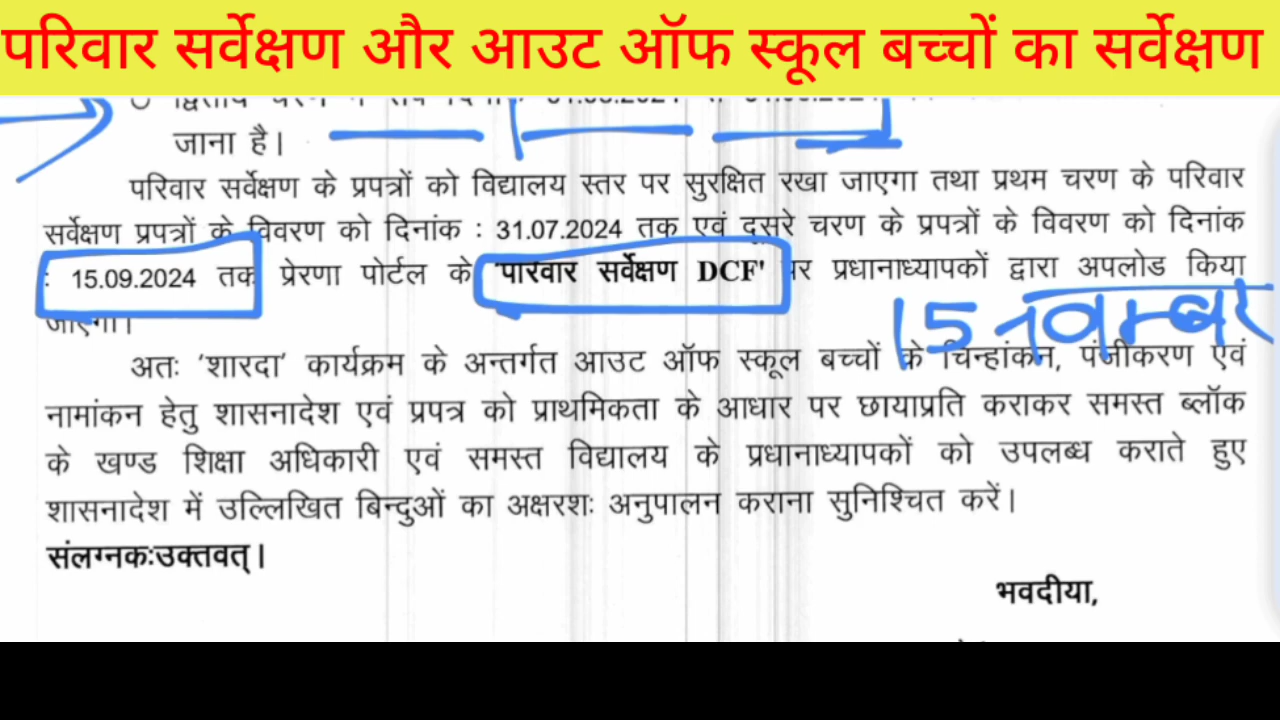 परिवार सर्वेक्षण और आउट ऑफ स्कूल बच्चों का सर्वेक्षण
जाना है।
परिवार सर्वेक्षण के प्रपत्रों को विद्यालय स्तर पर सुरक्षित रखा जाएगा तथा प्रथम चरण के परिवार
सर्वेक्षण प्रपत्रों के विवरण को दिनांक : 31.07.2024 तक एवं दूसरे चरण के प्रपत्रों के विवरण को दिनांक
: 15.09.2024 तक प्रेरणा पोर्टल के 'परिवार सर्वेक्षण DCF' पर प्रधानाध्यापकों द्वारा अपलोड किया
जाएगा।
15 नवम्बर
अतः 'शारदा' कार्यक्रम के अन्तर्गत आउट ऑफ स्कूल बच्चों के चिन्हांकन, पंजीकरण एवं
नामांकन हेतु शासनादेश एवं प्रपत्र को प्राथमिकता के आधार पर छायाप्रति कराकर समस्त ब्लॉक
के खण्ड शिक्षा अधिकारी एवं समस्त विद्यालय के प्रधानाध्यापकों को उपलब्ध कराते हुए
शासनादेश में उल्लिखित बिन्दुओं का अक्षरशः अनुपालन कराना सुनिश्चित करें।
संलग्नकःउक्तवत्।
भवदीया,